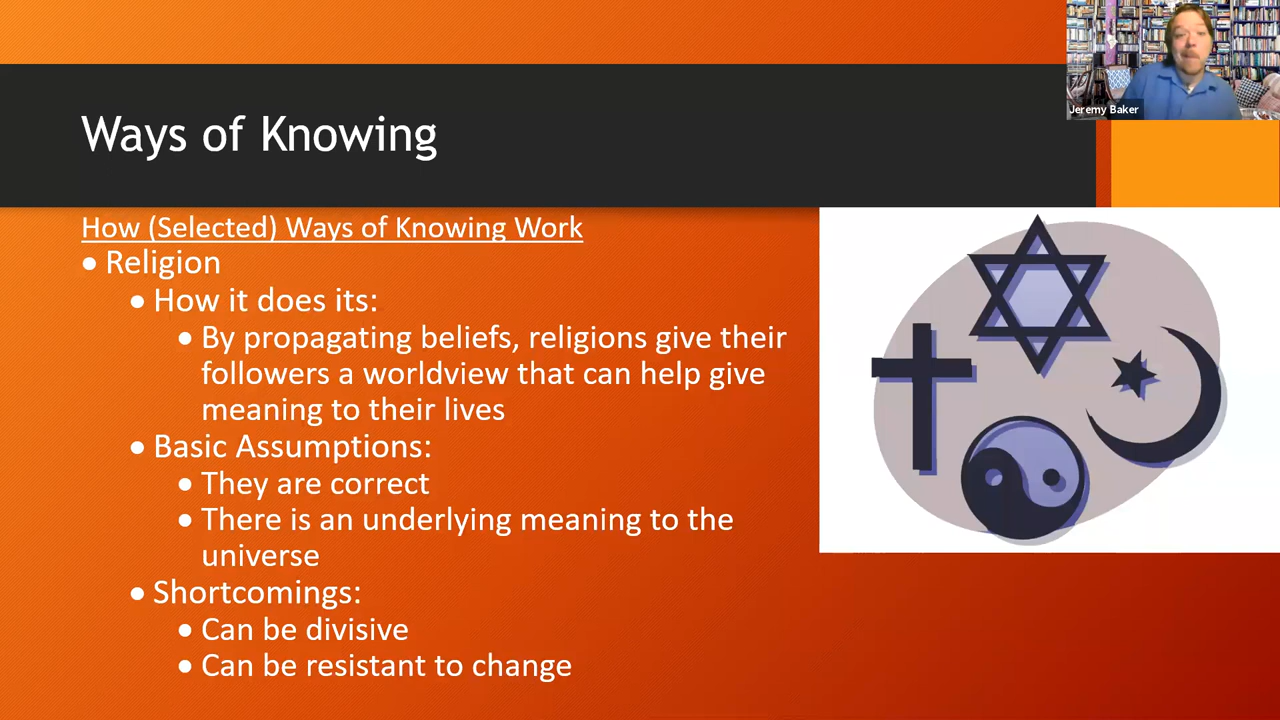 Jeremy Baker
Ways of Knowing
How (Selected) Ways of Knowing Work
• Religion
• How it does its:
• By propagating beliefs, religions give their
followers a worldview that can help give
meaning to their lives
• Basic Assumptions:
• They are correct
• There is an underlying meaning to the
universe
• Shortcomings:
• Can be divisive
• Can be resistant to change